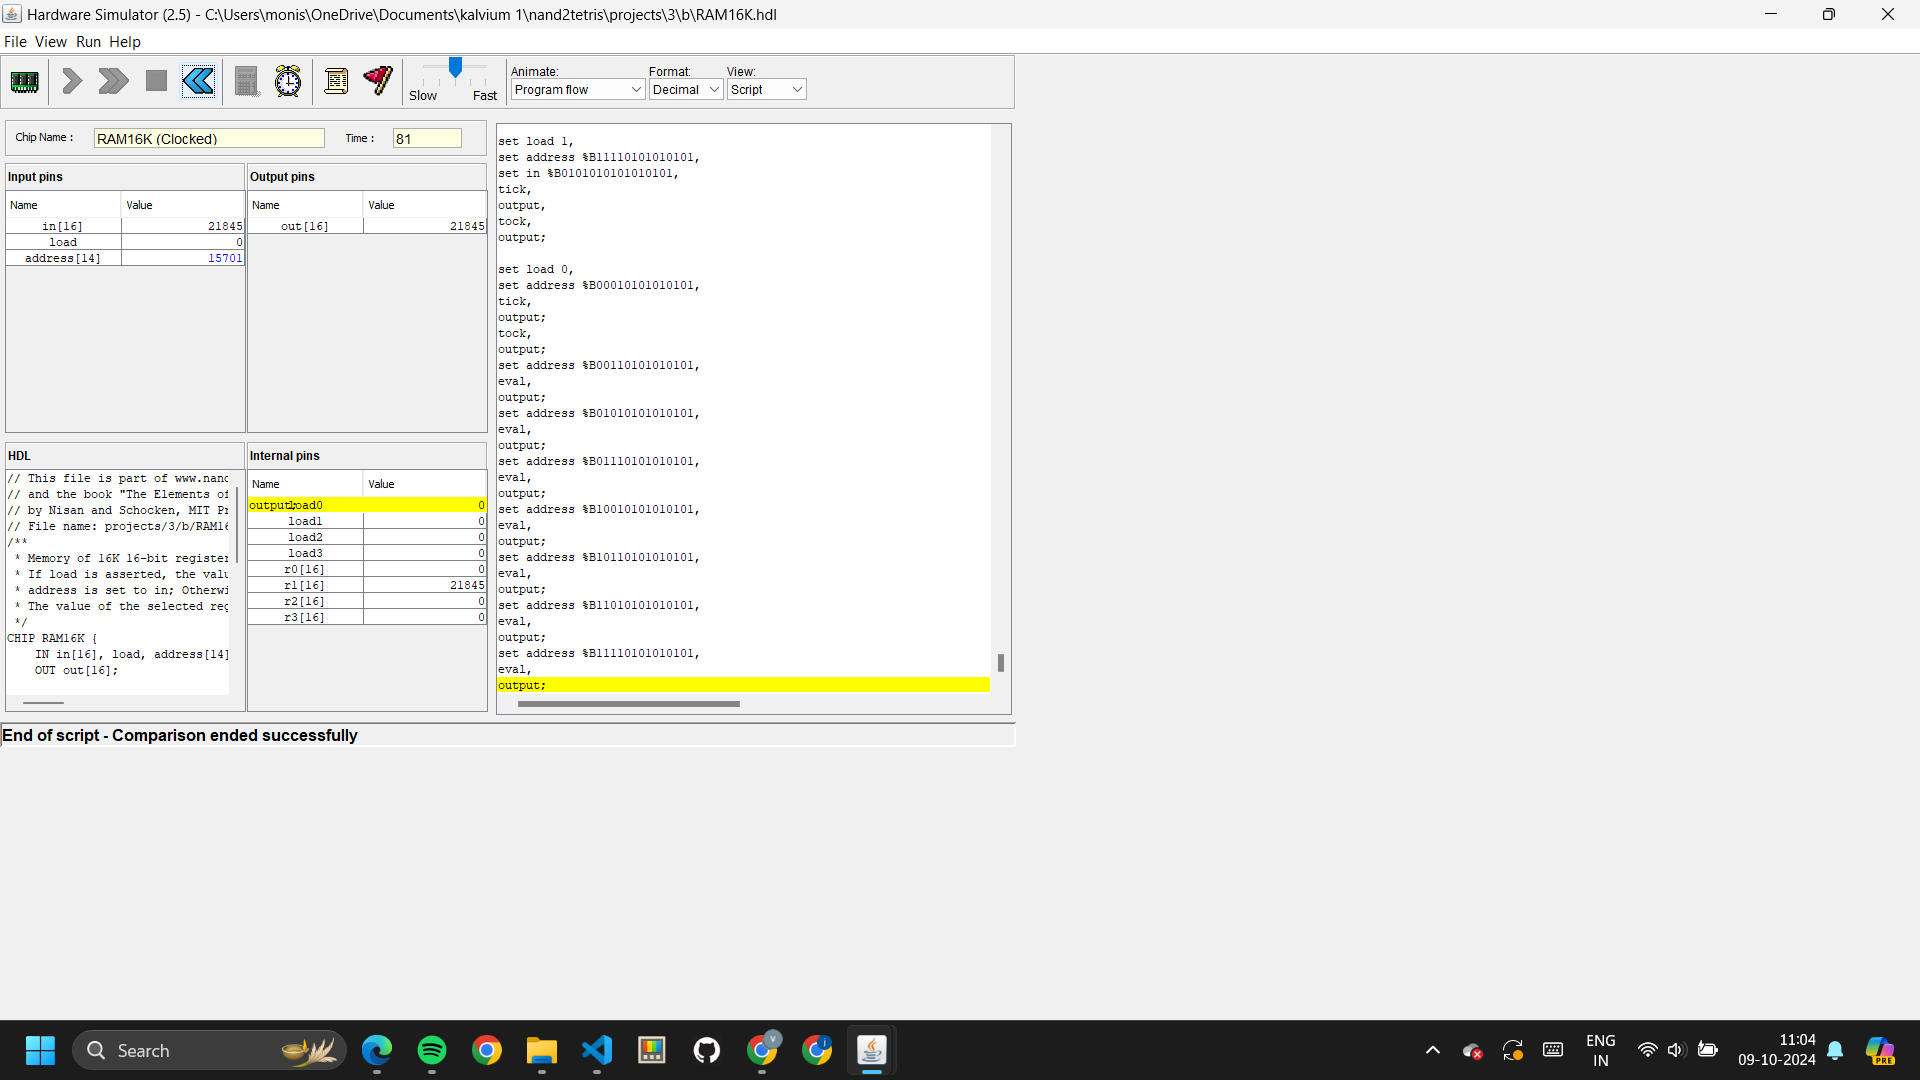 Hardware Simulator (2.5) - C:\Users\monis\OneDrive\Documents\kalvium 1\nand2tetris\projects\3\b\RAM16K.hdl
File View Run Help
Slow Fast
Animate: Format: View:
Program flow Decimal Script
Chip Name : RAM16K (Clocked) Time : 81
Input pins
Name Value
in[16] 21845
load 0
address[14] 15701
Output pins
Name Value
out[16] 21845
HDL
// This file is part of www.nand
// and the book "The Elements of
// by Nisan and Schocken, MIT Pr
// File name: projects/3/b/RAM16
/**
* Memory of 16K 16-bit register
* If load is asserted, the valu
* address is set to in; Otherwi
* The value of the selected reg
*/
CHIP RAM16K {
IN in[16], load, address[14]
OUT out[16];
Internal pins
Name Value
output; load0 0
load1 0
load2 0
load3 0
r0[16] 0
r1[16] 21845
r2[16] 0
r3[16] 0
set load 1,
set address %B11110101010101,
set in %B0101010101010101,
tick,
output,
tock,
output;
set load 0,
set address %B00010101010101,
tick,
output;
tock,
output;
set address %B00110101010101,
eval,
output;
set address %B01010101010101,
eval,
output;
set address %B01110101010101,
eval,
output;
set address %B10010101010101,
eval,
output;
set address %B10110101010101,
eval,
output;
set address %B11010101010101,
eval,
output;
set address %B11110101010101,
eval,
output;
End of script - Comparison ended successfully
Search
ENG
IN
11:04
09-10-2024
PRE